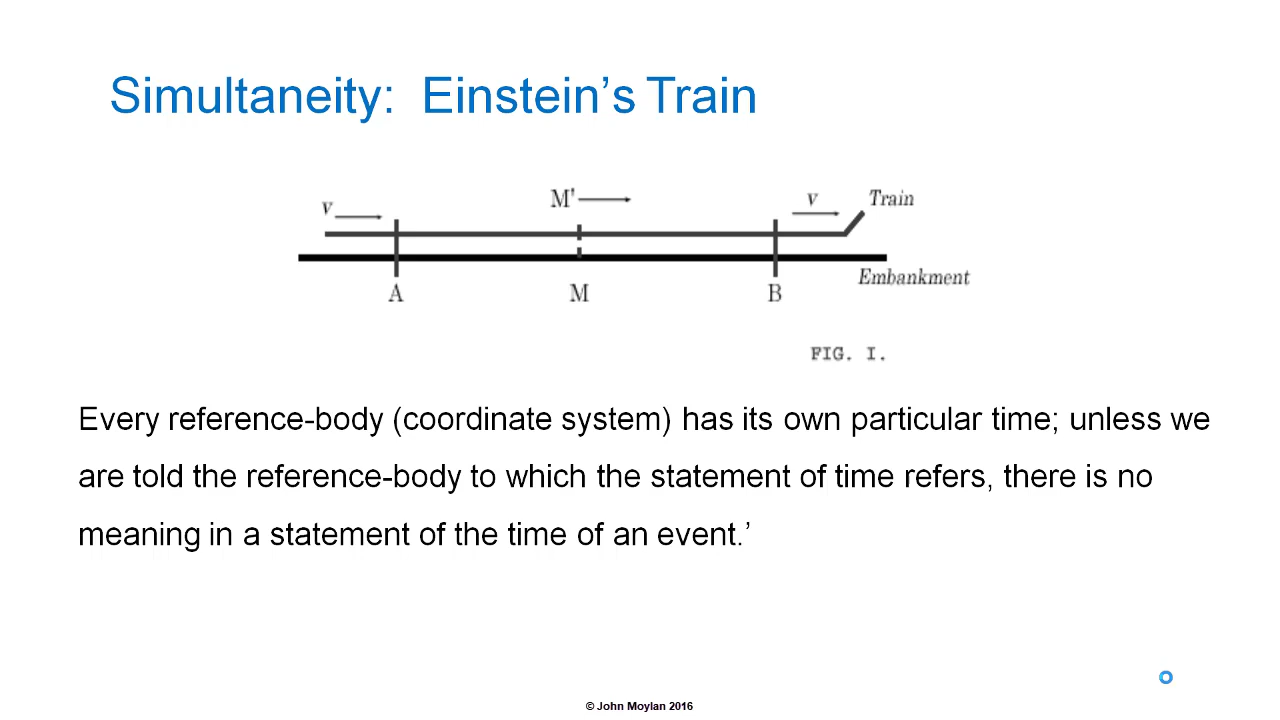 Simultaneity:  Einstein’s Train
v
M'
v
Train
A
M
B
Embankment
FIG. I.
Every reference-body (coordinate system) has its own particular time; unless we
are told the reference-body to which the statement of time refers, there is no
meaning in a statement of the time of an event.’
© John Moylan 2016